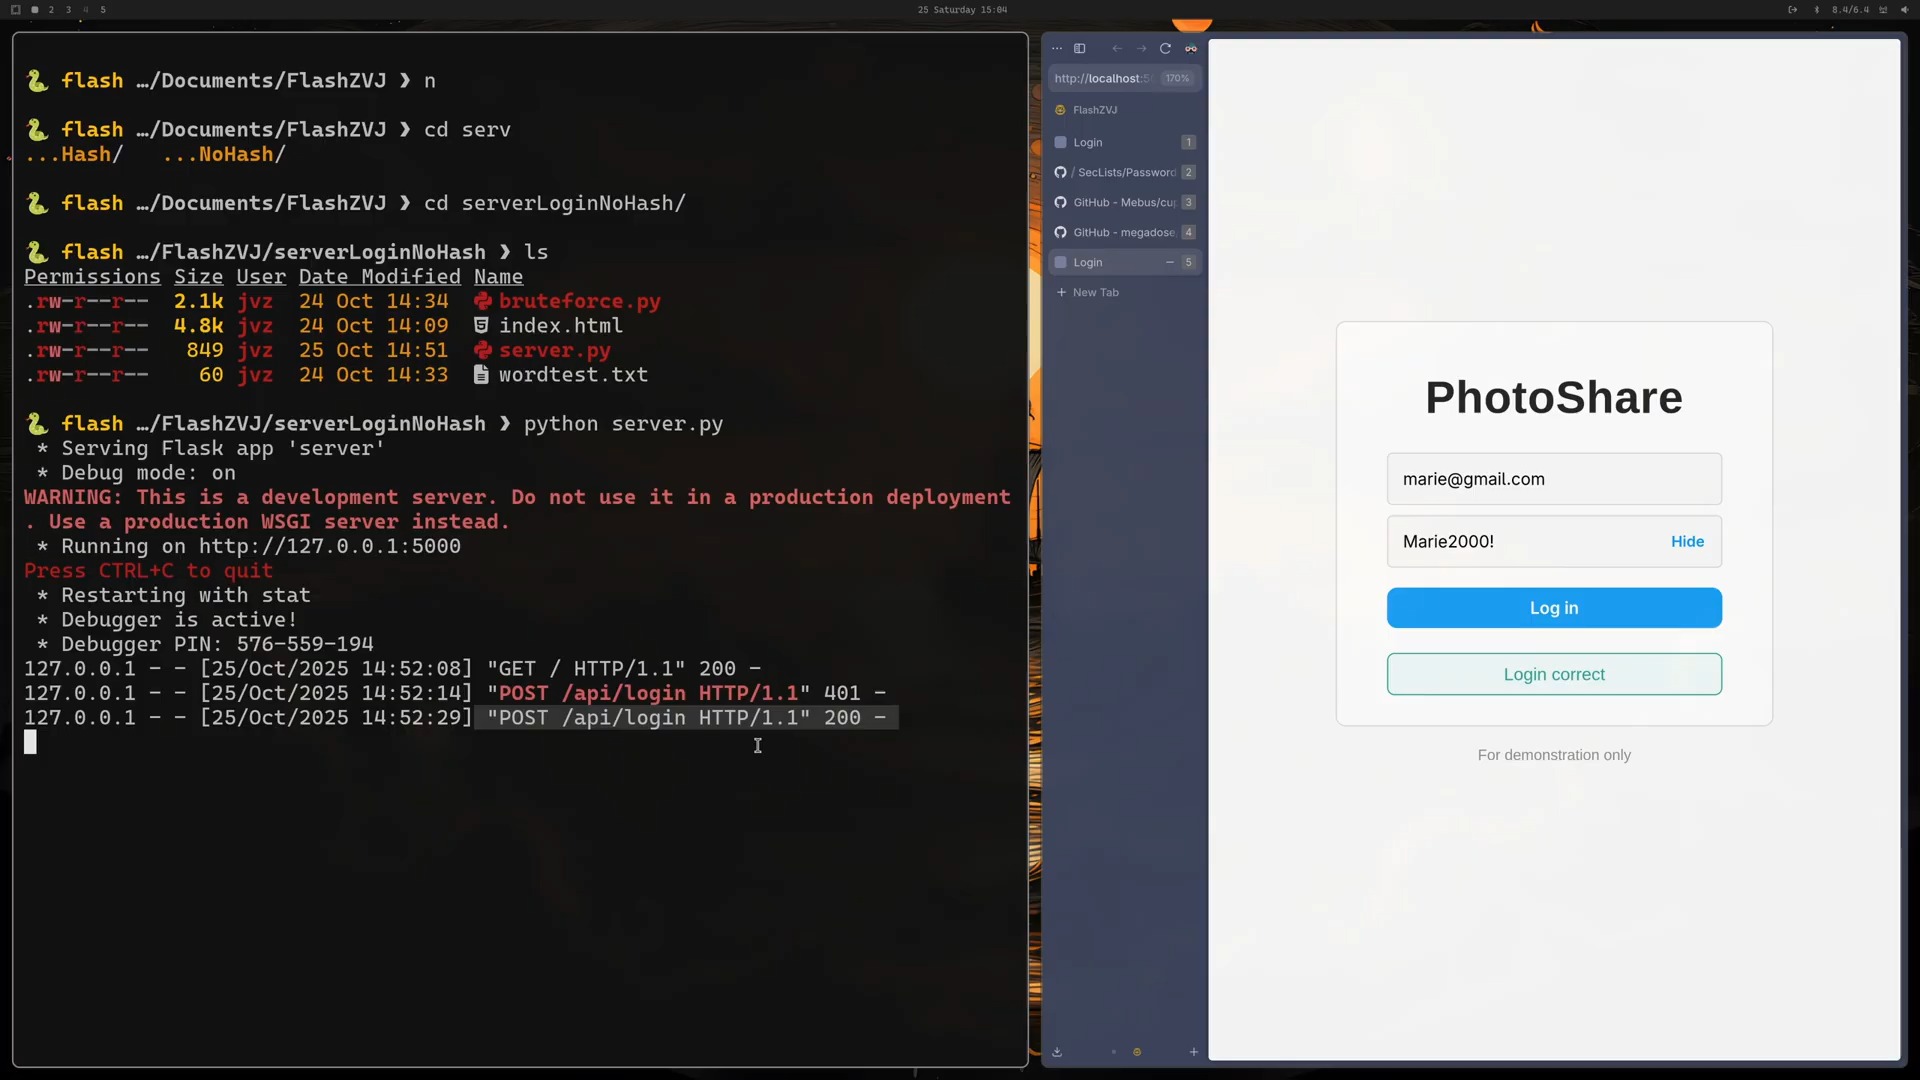 2 3 4 5
25 Saturday 15:04
8.4/6.4
flash …/Documents/FlashZVJ ❯ n
flash …/Documents/FlashZVJ ❯ cd serv
...Hash/ ...NoHash/
flash …/Documents/FlashZVJ ❯ cd serverLoginNoHash/
flash …/FlashZVJ/serverLoginNoHash ❯ ls
Permissions Size User Date Modified Name
.rw-r--r-- 2.1k jvz 24 Oct 14:34 bruteforce.py
.rw-r--r-- 4.8k jvz 24 Oct 14:09 index.html
.rw-r--r-- 849 jvz 25 Oct 14:51 server.py
.rw-r--r-- 60 jvz 24 Oct 14:33 wordtest.txt
flash …/FlashZVJ/serverLoginNoHash ❯ python server.py
* Serving Flask app 'server'
* Debug mode: on
WARNING: This is a development server. Do not use it in a production deployment
. Use a production WSGI server instead.
* Running on http://127.0.0.1:5000
Press CTRL+C to quit
* Restarting with stat
* Debugger is active!
* Debugger PIN: 576-559-194
127.0.0.1 - - [25/Oct/2025 14:52:08] "GET / HTTP/1.1" 200 -
127.0.0.1 - - [25/Oct/2025 14:52:14] "POST /api/login HTTP/1.1" 401 -
127.0.0.1 - - [25/Oct/2025 14:52:29] "POST /api/login HTTP/1.1" 200 -
http://localhost:5 170%
FlashZVJ
Login 1
/ SecLists/Password 2
GitHub - Mebus/cup 3
GitHub - megadose 4
Login 5
+ New Tab
PhotoShare
marie@gmail.com
Marie2000! Hide
Log in
Login correct
For demonstration only